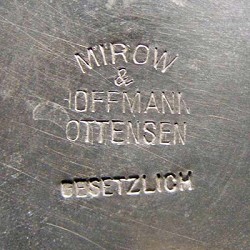 MIROW
&
HOFFMANN
OTTENSEN
GESETZLICH